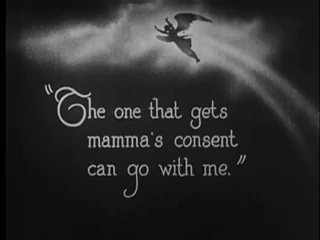 "The one that gets
mamma's consent
can go with me."